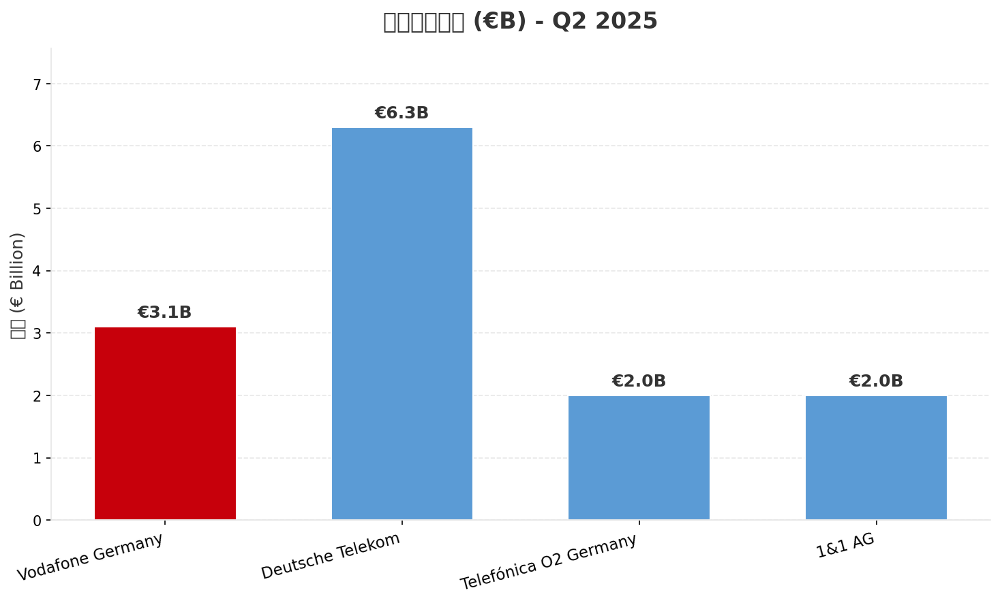 (€B) - Q2 2025
(€ Billion)
7
6
5
4
3
2
1
0
€3.1B
€6.3B
€2.0B
€2.0B
Vodafone Germany
Deutsche Telekom
Telefónica O2 Germany
1&1 AG